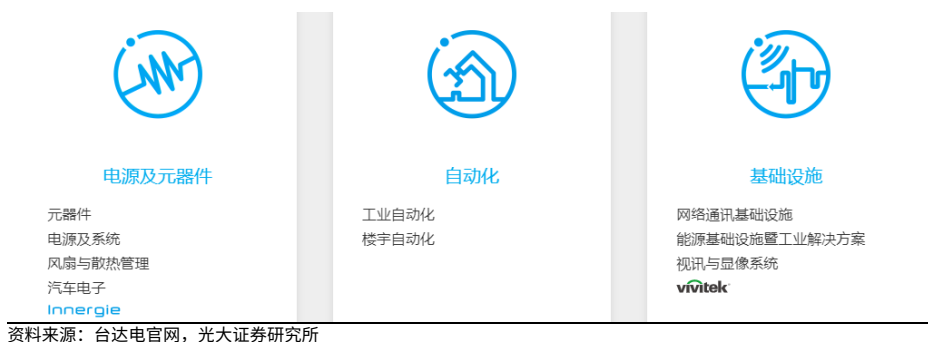 电源及元器件
元器件
电源及系统
风扇与散热管理
汽车电子
Innergie
自动化
工业自动化
楼宇自动化
基础设施
网络通讯基础设施
能源基础设施暨工业解决方案
视讯与显像系统
vivitek
资料来源：台达电官网，光大证券研究所